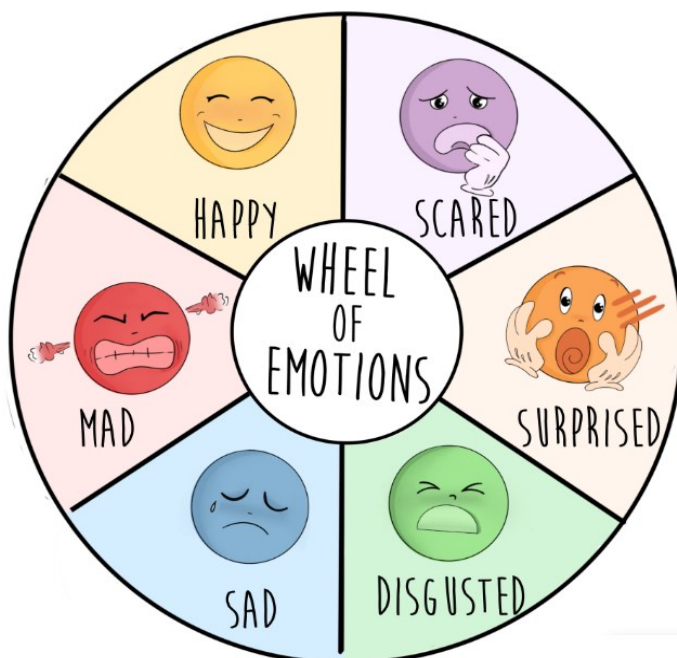 HAPPY
SCARED
WHEEL
OF
EMOTIONS
MAD
SURPRISED
SAD
DISGUSTED